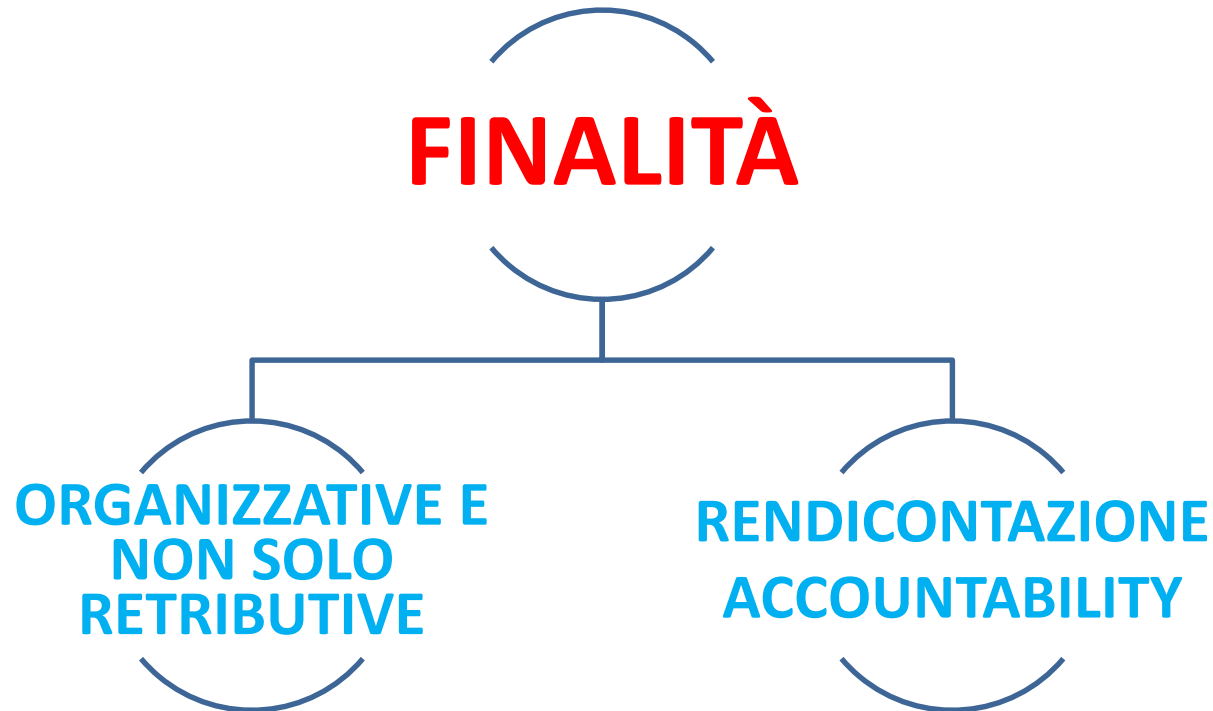 FINALITÀ
ORGANIZZATIVE E
NON SOLO
RETRIBUTIVE
RENDICONTAZIONE
ACCOUNTABILITY